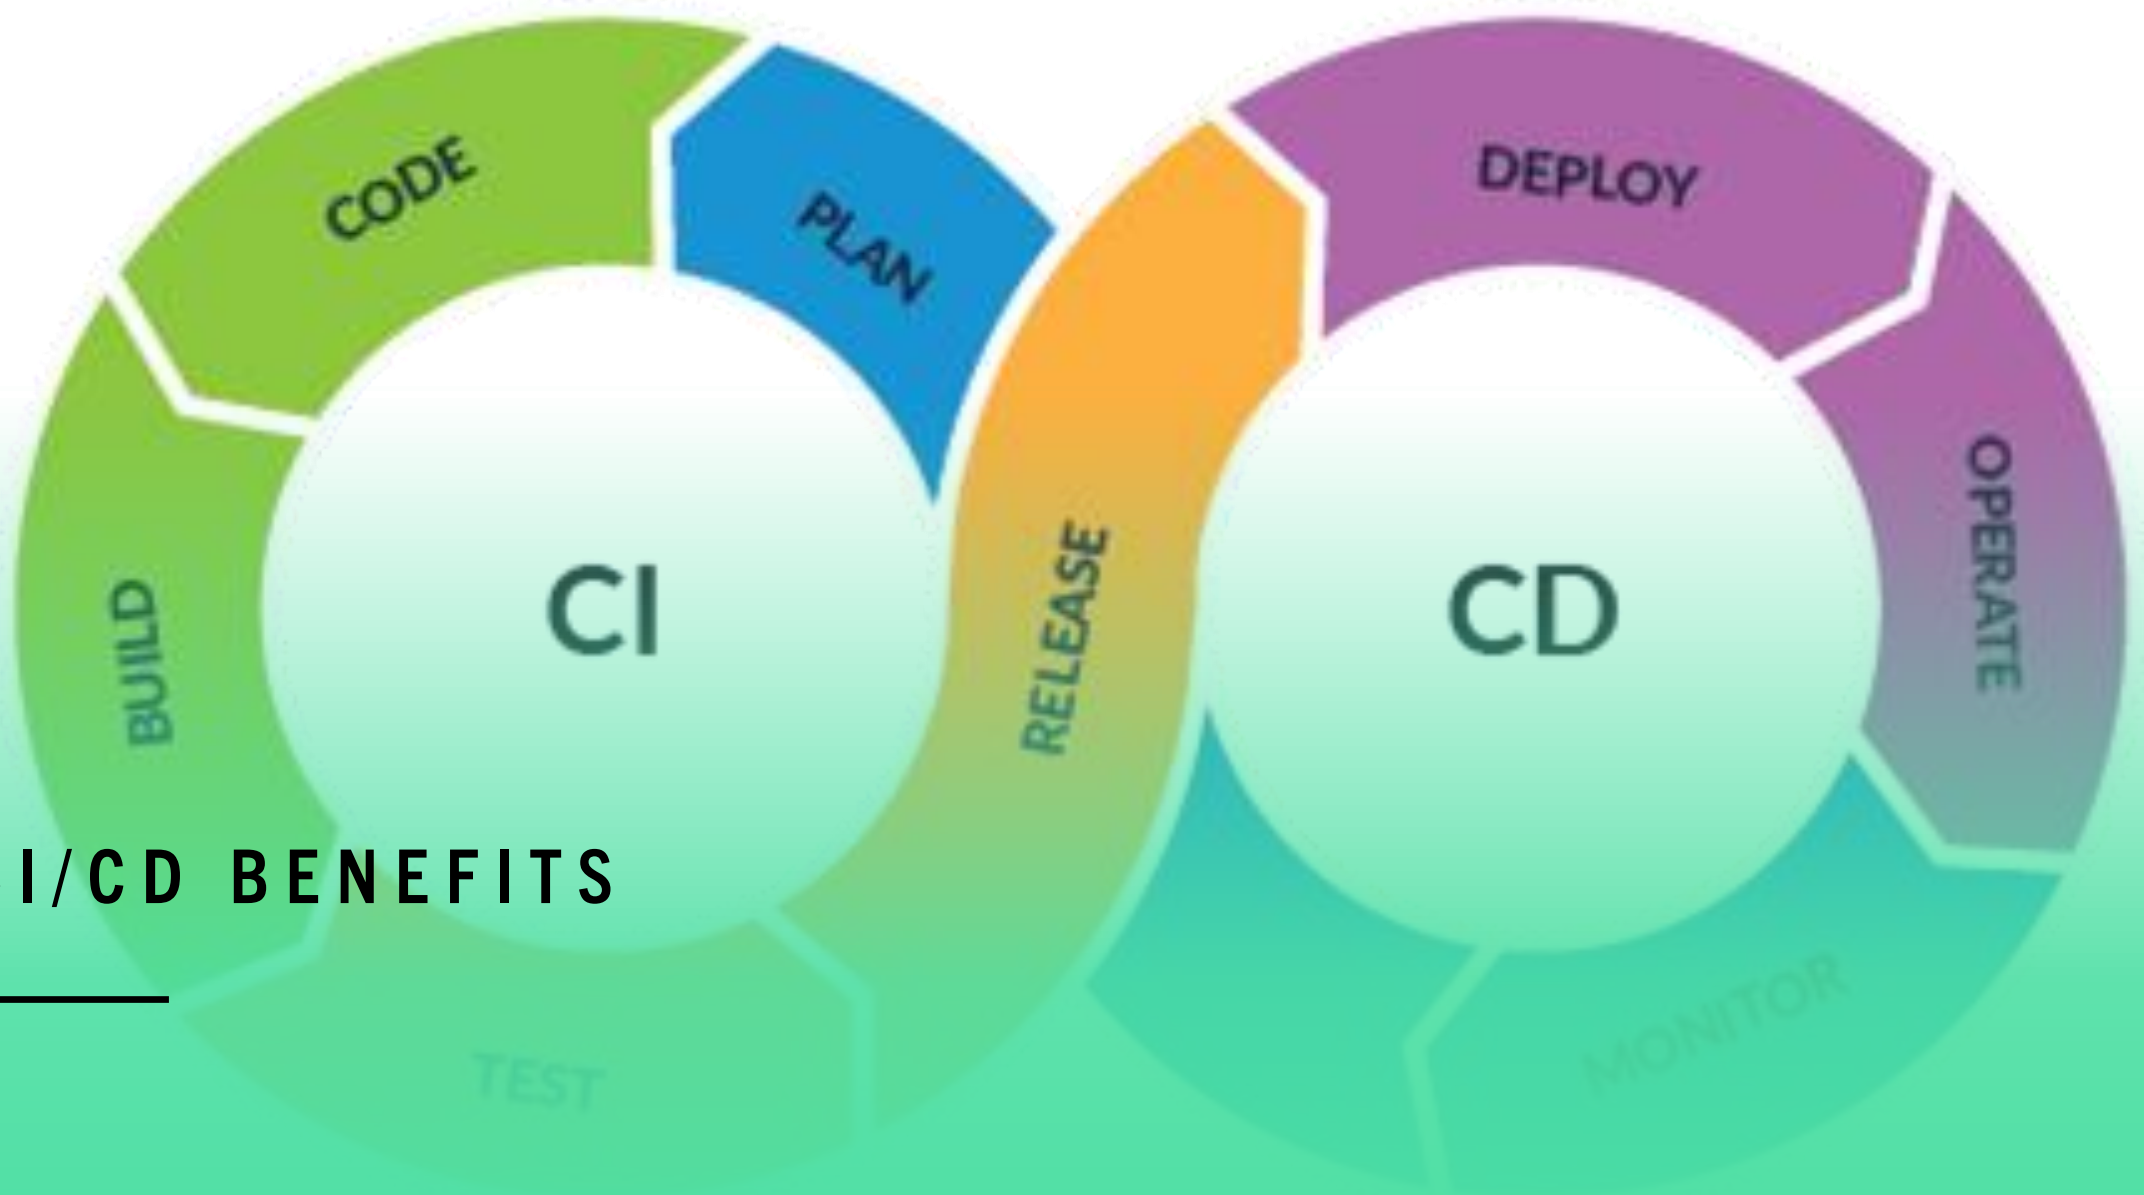 CODE
PLAN
DEPLOY
OPERATE
BUILD
CI
RELEASE
CD
I/CD BENEFITS
TEST
MONITOR